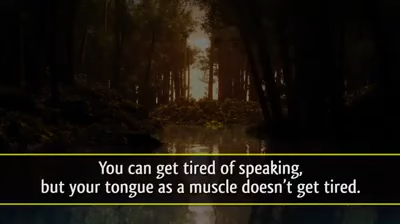 You can get tired of speaking,
but your tongue as a muscle doesn't get tired.